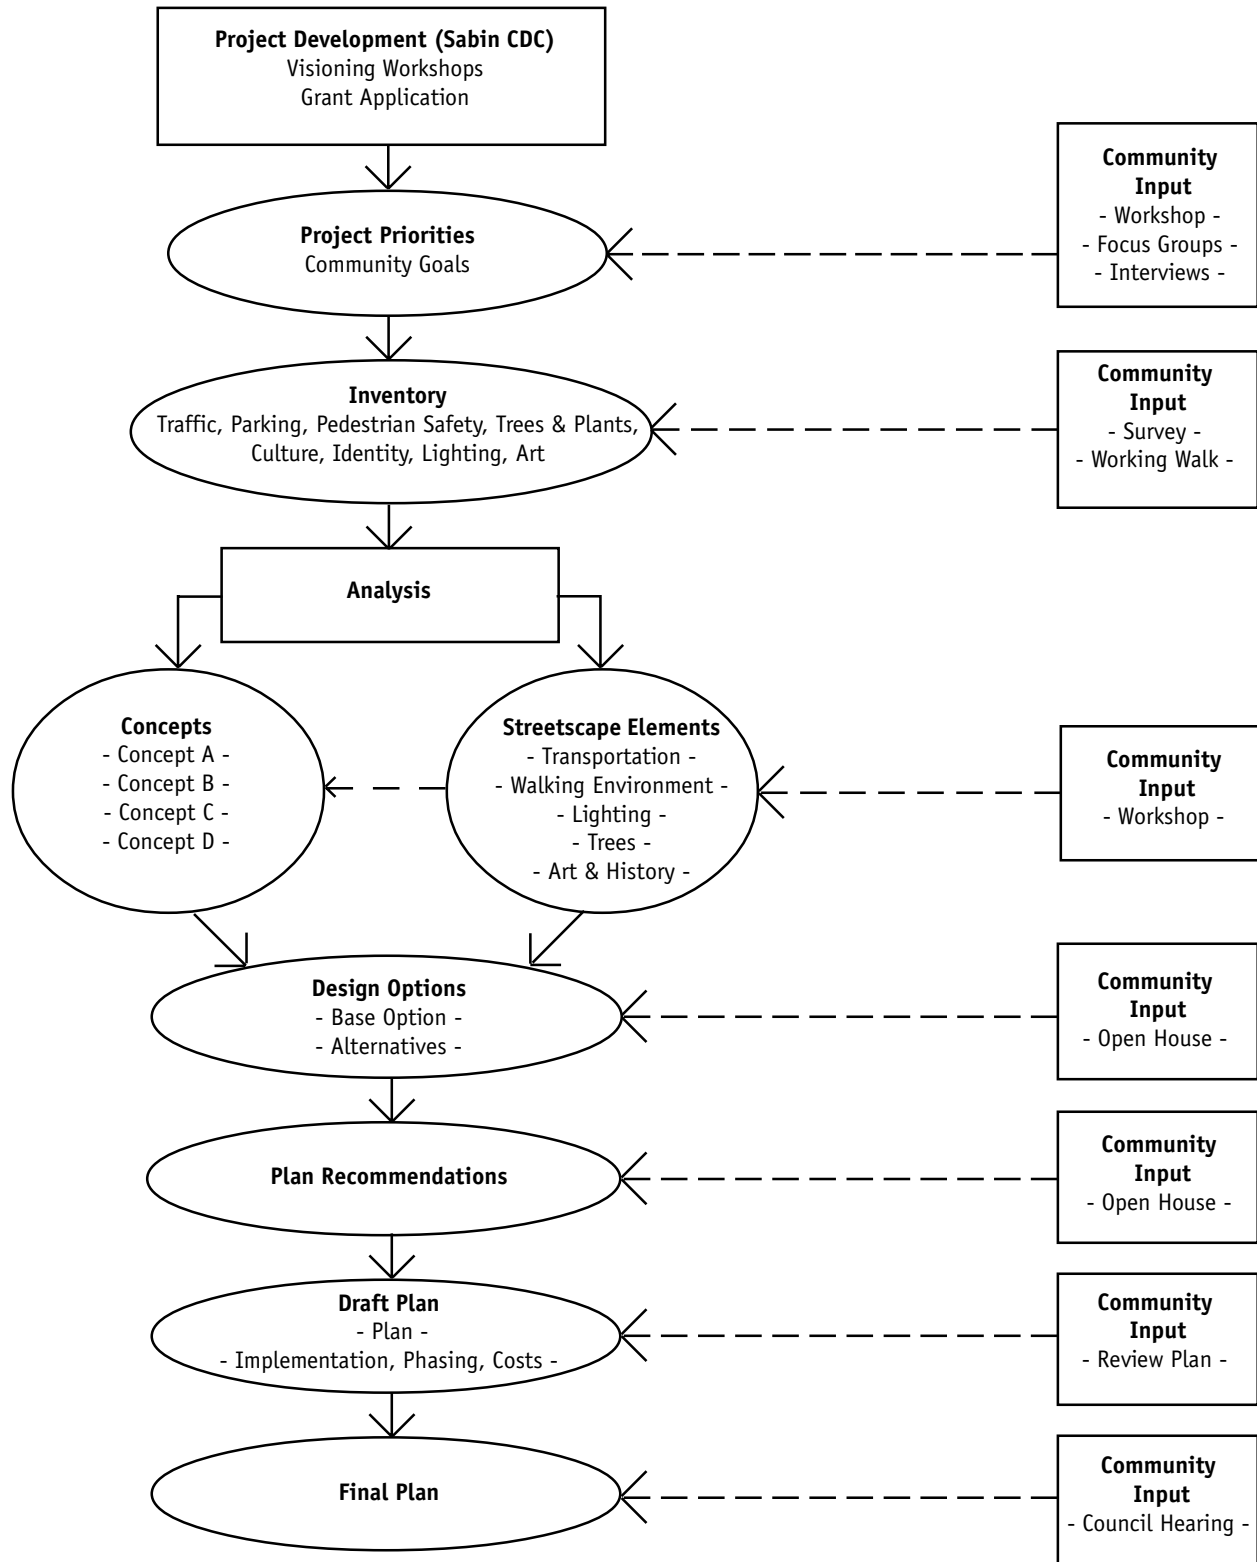 Project Development (Sabin CDC)
Visioning Workshops
Grant Application
Project Priorities
Community Goals
Community
Input
- Workshop -
- Focus Groups -
- Interviews -
Inventory
Traffic, Parking, Pedestrian Safety, Trees & Plants,
Culture, Identity, Lighting, Art
Community
Input
- Survey -
- Working Walk -
Analysis
Concepts
- Concept A -
- Concept B -
- Concept C -
- Concept D -
Streetscape Elements
- Transportation -
- Walking Environment -
- Lighting -
- Trees -
- Art & History -
Community
Input
- Workshop -
Design Options
- Base Option -
- Alternatives -
Community
Input
- Open House -
Plan Recommendations
Community
Input
- Open House -
Draft Plan
- Plan -
- Implementation, Phasing, Costs -
Community
Input
- Review Plan -
Final Plan
Community
Input
- Council Hearing -